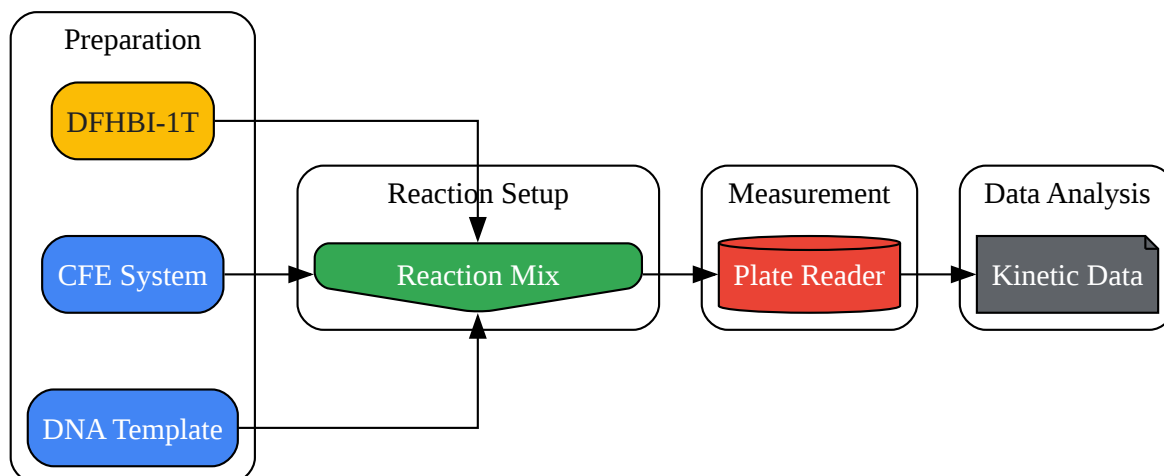 Preparation
DFHBI-1T
CFE System
DNA Template
Reaction Setup
Reaction Mix
Measurement
Plate Reader
Data Analysis
Kinetic Data